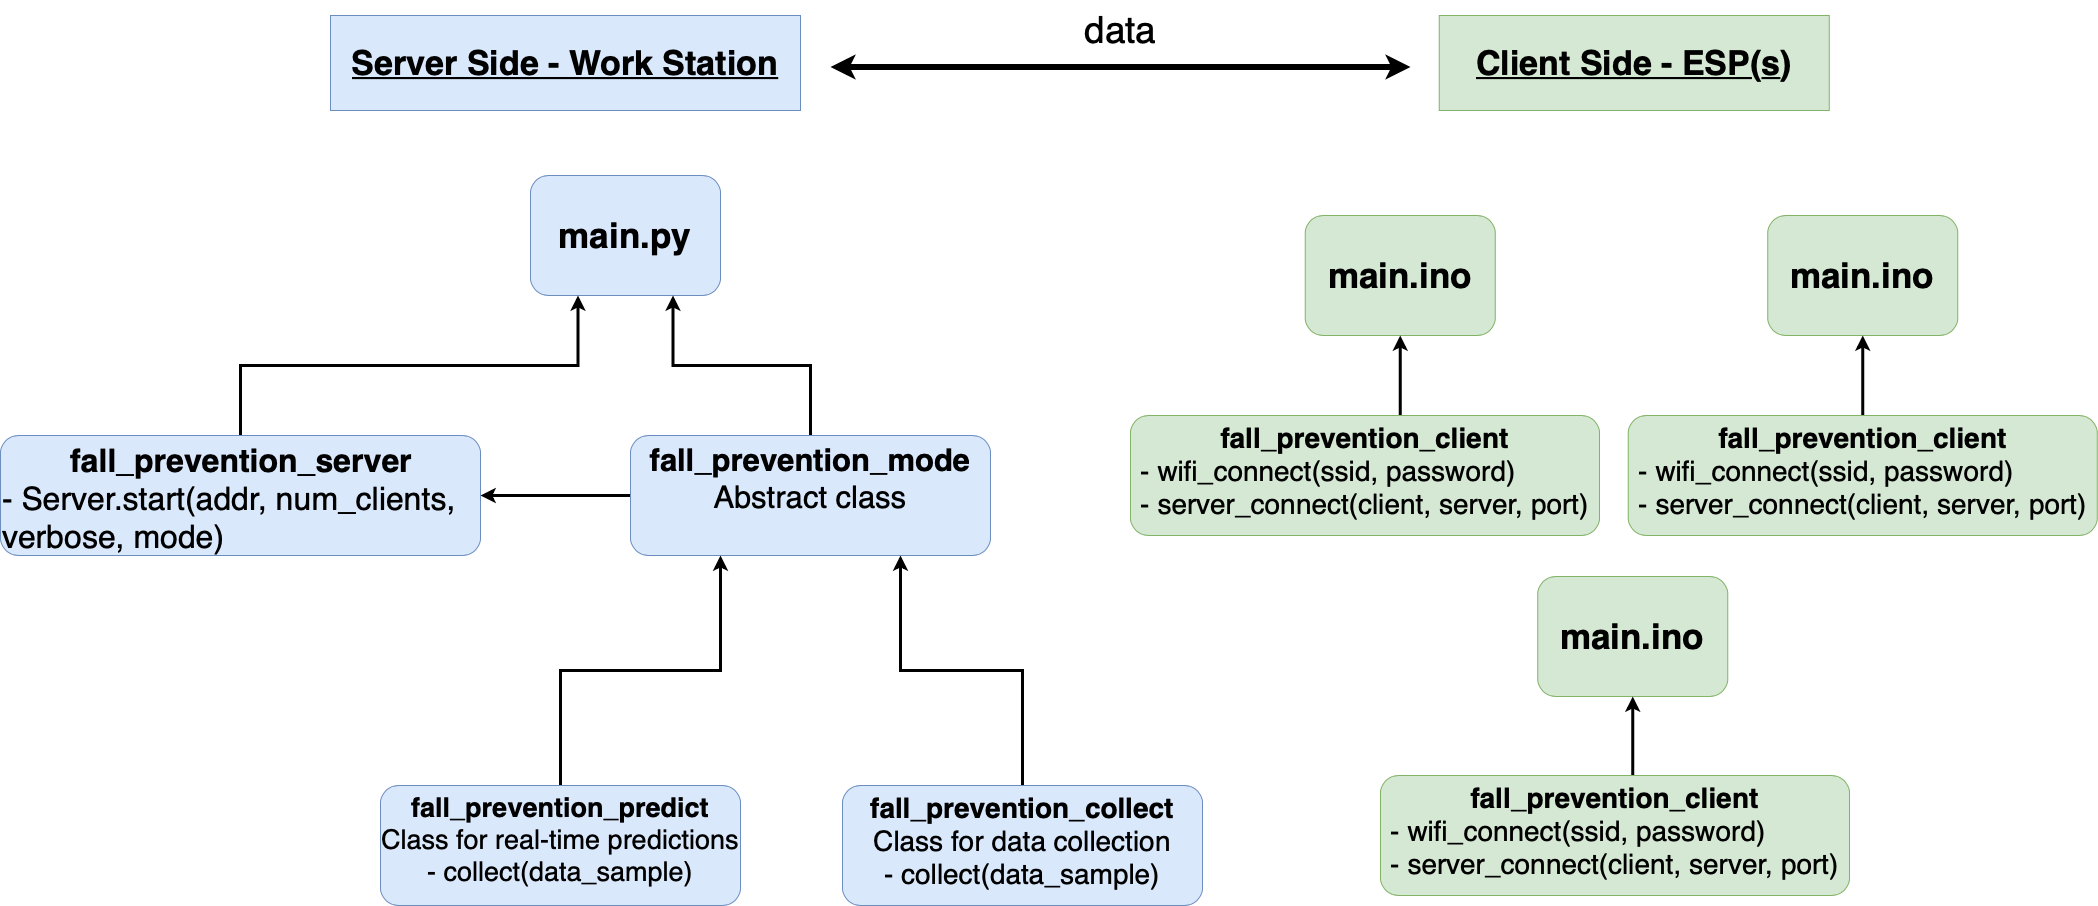 Server Side - Work Station
data
Client Side - ESP(s)
main.py
main.ino
main.ino
fall_prevention_server
- Server.start(addr, num_clients,
verbose, mode)
fall_prevention_mode
Abstract class
fall_prevention_client
- wifi_connect(ssid, password)
- server_connect(client, server, port)
fall_prevention_client
- wifi_connect(ssid, password)
- server_connect(client, server, port)
main.ino
fall_prevention_predict
Class for real-time predictions
- collect(data_sample)
fall_prevention_collect
Class for data collection
- collect(data_sample)
fall_prevention_client
- wifi_connect(ssid, password)
- server_connect(client, server, port)